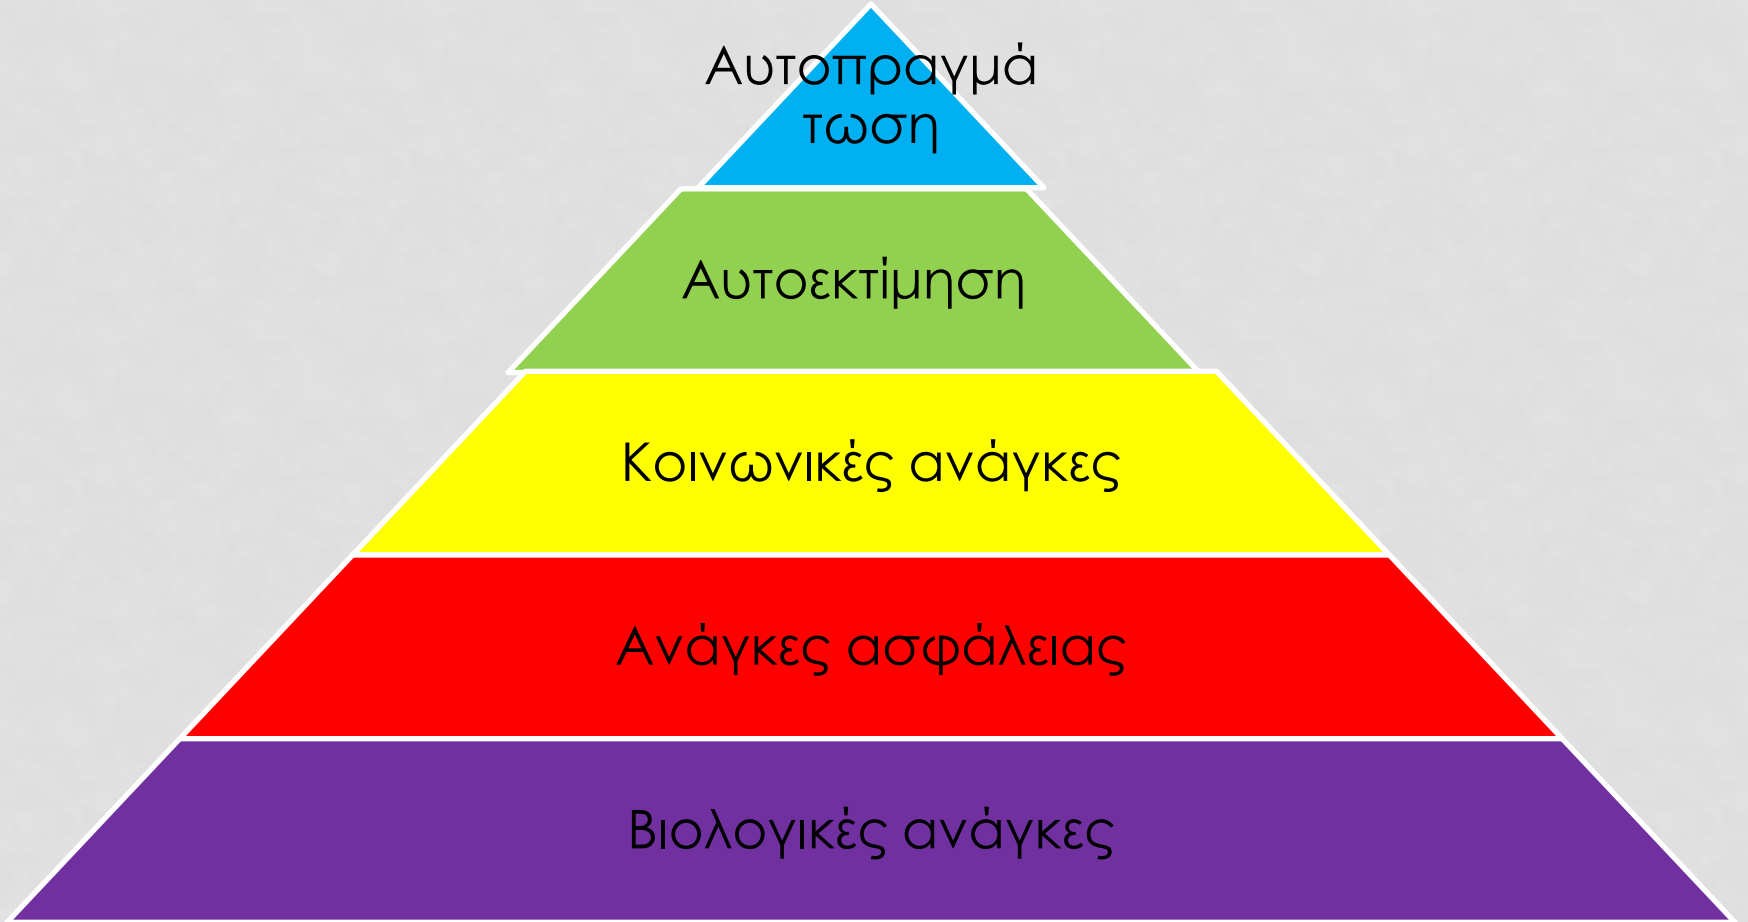 Αυτοπραγμά
τωση
Αυτοεκτίμηση
Κοινωνικές ανάγκες
Ανάγκες ασφάλειας
Βιολογικές ανάγκες